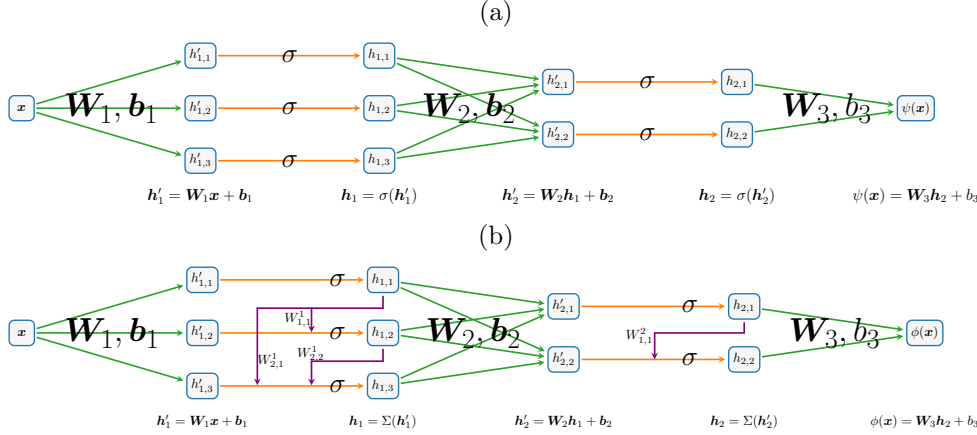 (a)
h′1,1 σ h1,1
h′2,1 σ h2,1
x W1, b1 h′1,2 σ h1,2 W2, b2 W3, b3 ψ(x)
h′2,2 σ h2,2
h′1,3 σ h1,3
h′1 = W1x + b1 h1 = σ(h′1) h′2 = W2h1 + b2 h2 = σ(h′2) ψ(x) = W3h2 + b3
(b)
h′1,1 σ h1,1
h′2,1 σ h2,1
W¹1,1
x W1, b1 h′1,2 σ h1,2 W2, b2 W²1,1 W3, b3 ϕ(x)
W¹2,1 W¹2,2 h′2,2 σ h2,2
h′1,3 σ h1,3
h′1 = W1x + b1 h1 = Σ(h′1) h′2 = W2h1 + b2 h2 = Σ(h′2) ϕ(x) = W3h2 + b3